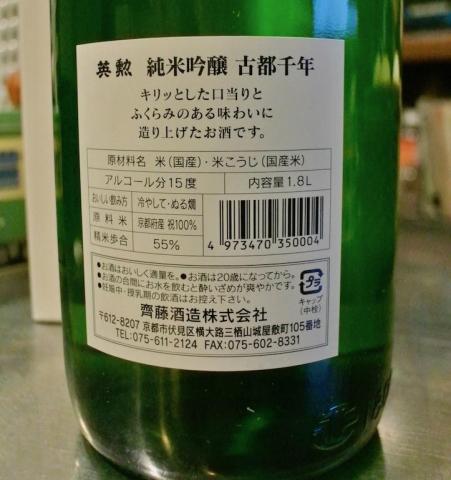 英勲 純米吟醸 古都千年
キリッとした口当りと
ふくらみのある味わいに
造り上げたお酒です。
原材料名 米(国産)・米こうじ(国産米)
アルコール分15度 内容量1.8L
おいしい飲み方 冷やして・ぬる燗
原料米 京都府産 祝100%
精米歩合 55%
4 973470 350004
●お酒はおいしく適量を。●お酒は20歳になってから。
●お酒の合間にお水を飲むと酔いざめが爽やかです。
●妊娠中・授乳期の飲酒はお控え下さい。
プラ
キャップ
(中栓)
齊藤酒造株式会社
〒612-8207 京都市伏見区横大路三栖山城屋敷町105番地
TEL:075-611-2124 FAX:075-602-8331